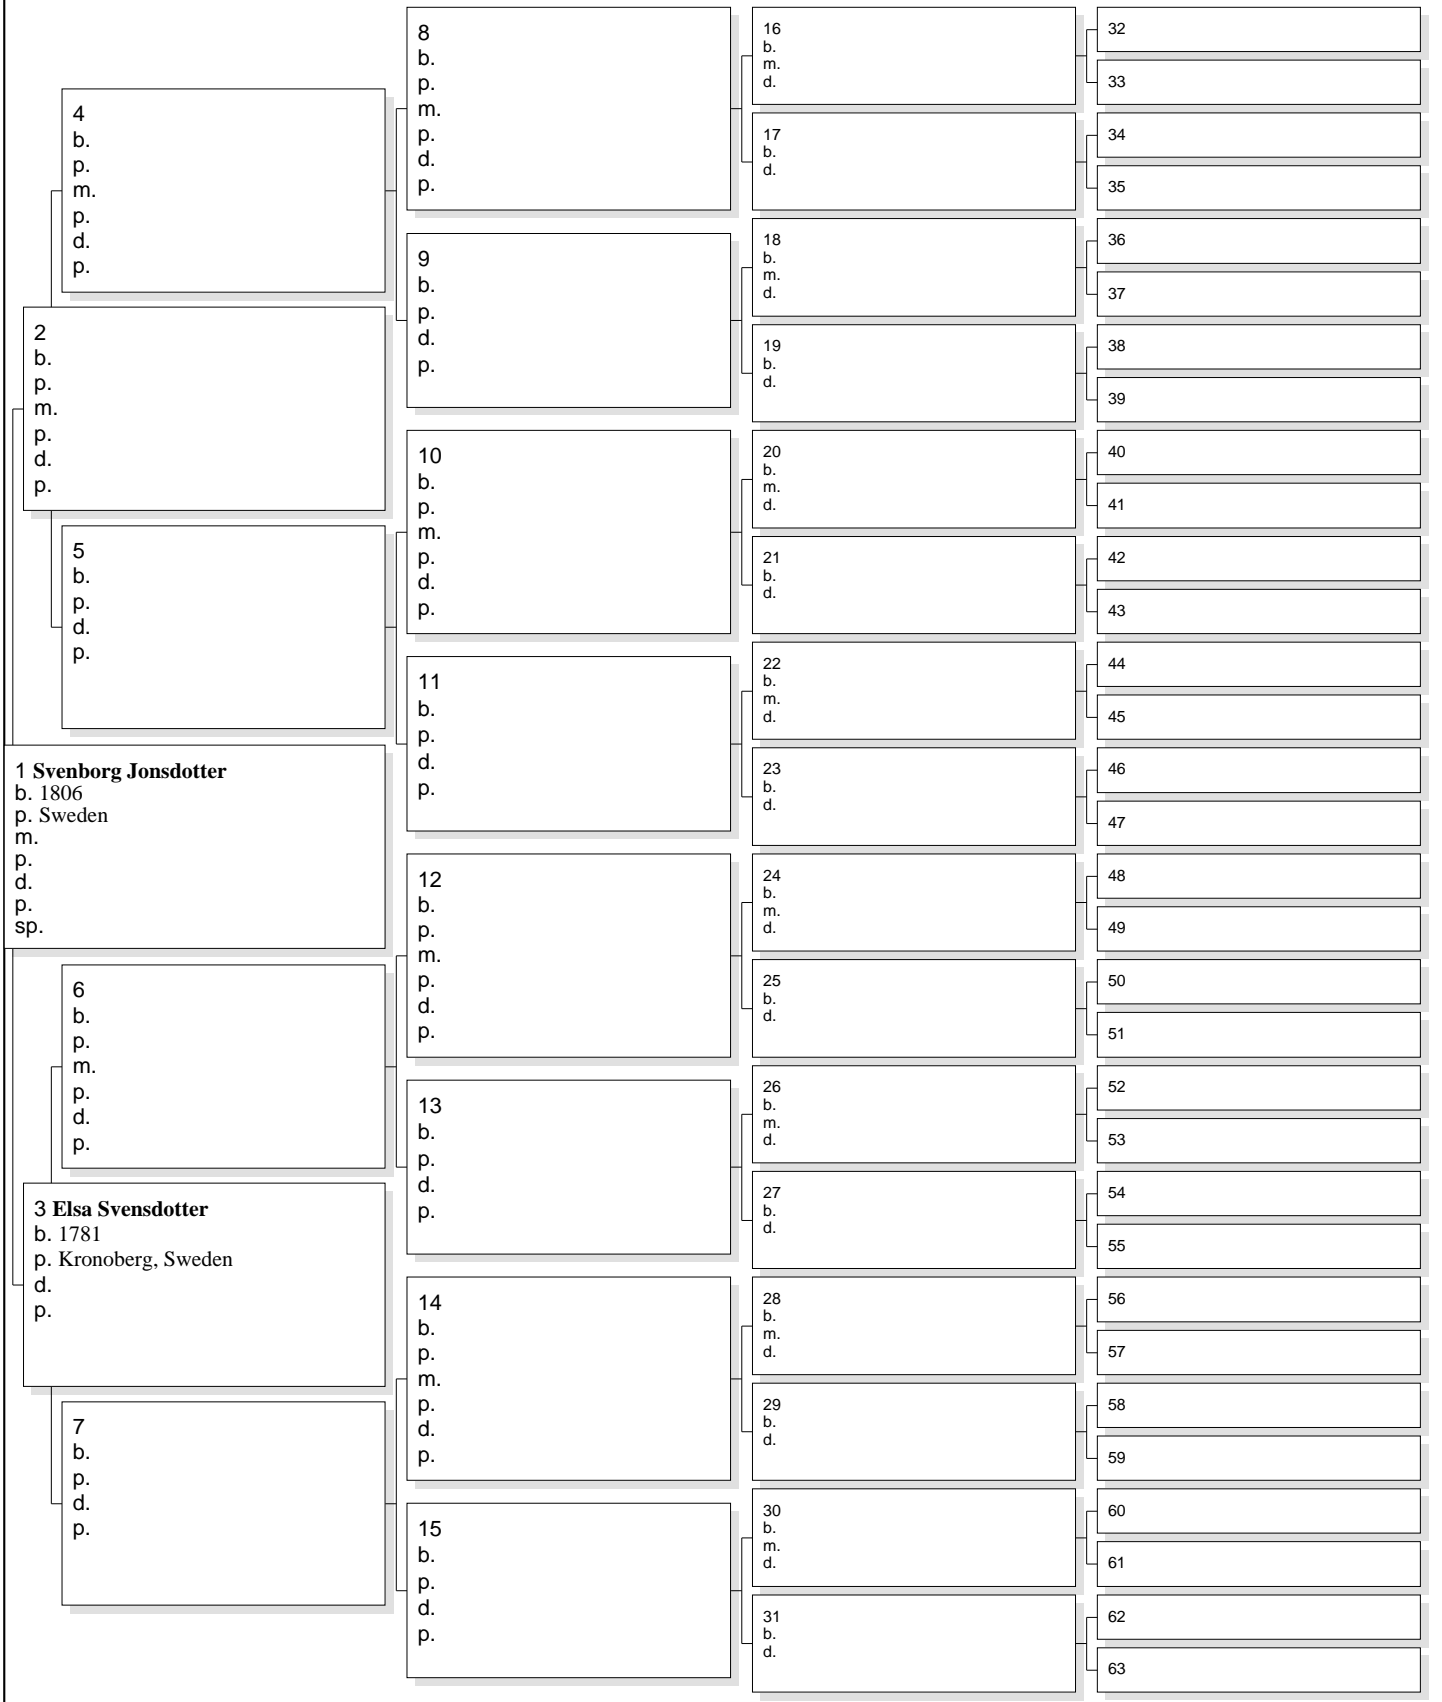 4
b.
p.
m.
p.
d.
p.
2
b.
p.
m.
p.
d.
p.
5
b.
p.
d.
p.
1 Svenborg Jonsdotter
b. 1806
p. Sweden
m.
p.
d.
p.
sp.
6
b.
p.
m.
p.
d.
p.
3 Elsa Svensdotter
b. 1781
p. Kronoberg, Sweden
d.
p.
7
b.
p.
d.
p.
8
b.
p.
m.
p.
d.
p.
9
b.
p.
d.
p.
10
b.
p.
m.
p.
d.
p.
11
b.
p.
d.
p.
12
b.
p.
m.
p.
d.
p.
13
b.
p.
d.
p.
14
b.
p.
m.
p.
d.
p.
15
b.
p.
d.
p.
16
b.
m.
d.
17
b.
d.
18
b.
m.
d.
19
b.
d.
20
b.
m.
d.
21
b.
d.
22
b.
m.
d.
23
b.
d.
24
b.
m.
d.
25
b.
d.
26
b.
m.
d.
27
b.
d.
28
b.
m.
d.
29
b.
d.
30
b.
m.
d.
31
b.
d.
32
33
34
35
36
37
38
39
40
41
42
43
44
45
46
47
48
49
50
51
52
53
54
55
56
57
58
59
60
61
62
63